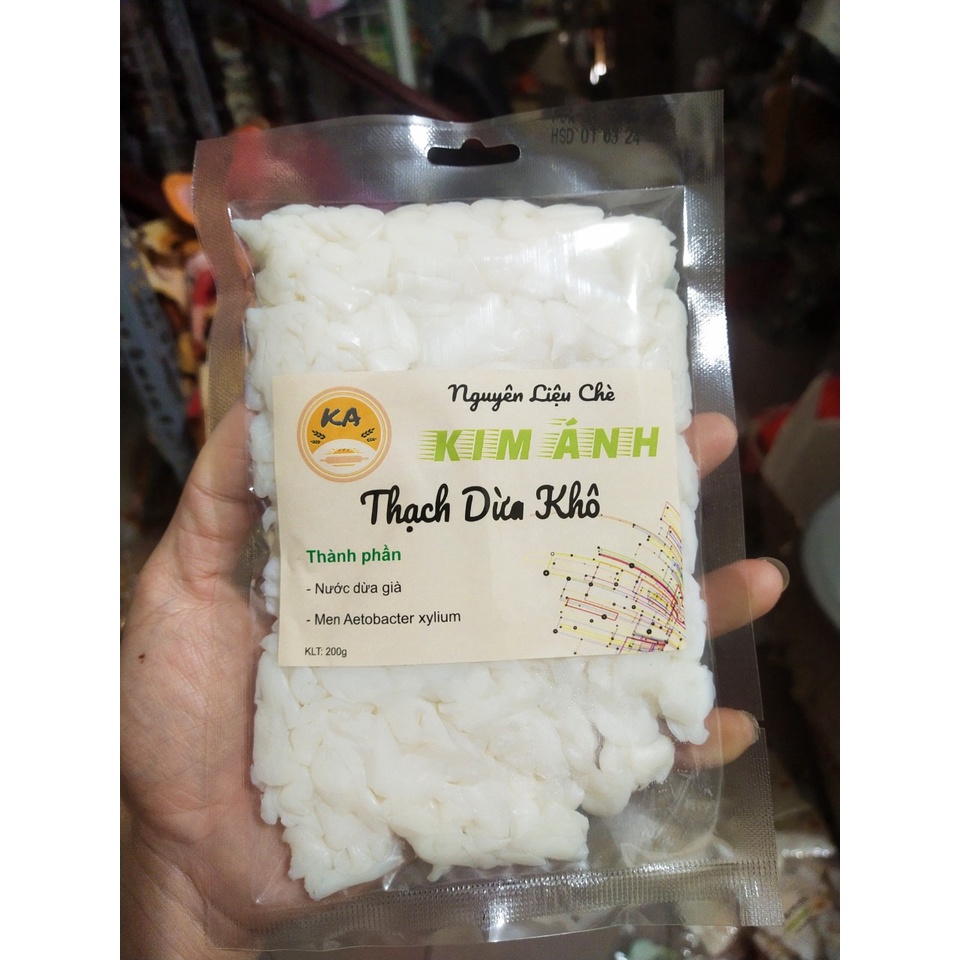 HSD 01 03 24
KA
Nguyên Liệu Chè
KIM ÁNH
Thạch Dừa Khô
Thành phần
- Nước dừa già
- Men Aetobacter xylium
KLT: 200g